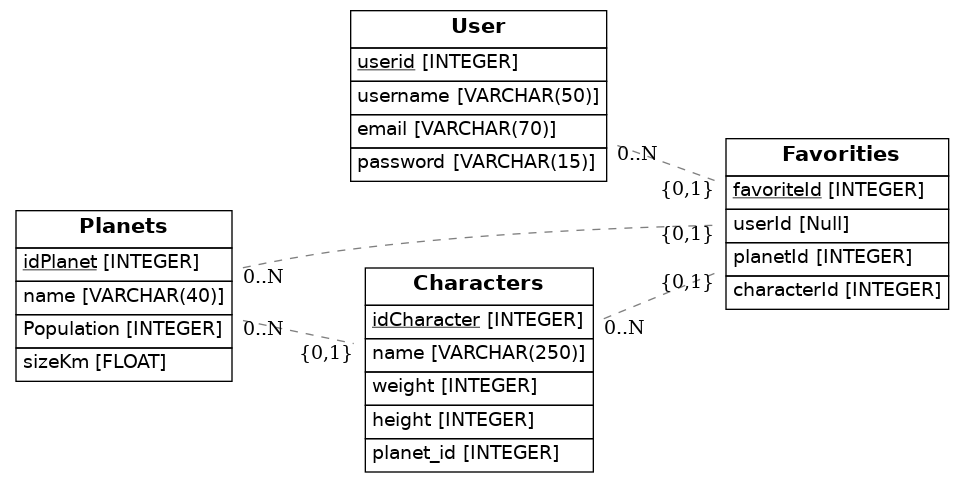 User
userid [INTEGER]
username [VARCHAR(50)]
email [VARCHAR(70)]
password [VARCHAR(15)]
0..N
{0,1}
Favorities
favoriteId [INTEGER]
userId [Null]
planetId [INTEGER]
characterId [INTEGER]
{0,1}
{0,1}
Planets
idPlanet [INTEGER]
name [VARCHAR(40)]
Population [INTEGER]
sizeKm [FLOAT]
0..N
0..N
{0,1}
Characters
idCharacter [INTEGER]
name [VARCHAR(250)]
weight [INTEGER]
height [INTEGER]
planet_id [INTEGER]
0..N